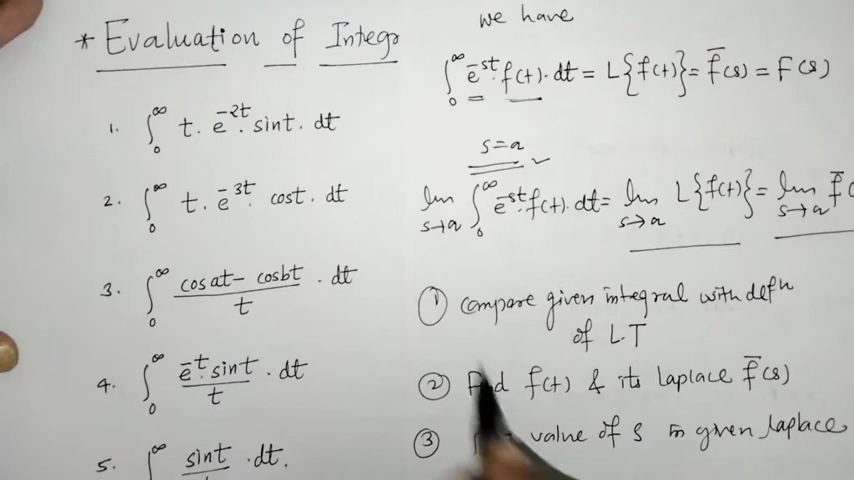 * Evaluation of Integr
1. ∫₀^∞ t. e^-2t. sint. dt
2. ∫₀^∞ t. e^-3t. cost. dt
3. ∫₀^∞ (cosat - cosbt)/t . dt
4. ∫₀^∞ (e^-t. sint)/t . dt
5. ∫ sint . dt.
we have
∫₀^∞ e^-st. f(t). dt = L{f(t)} = f̄(s) = F(s)
s=a ✓
lim s→a ∫₀^∞ e^-st. f(t). dt = lim s→a L{f(t)} = lim s→a f̄(
① compare given integral with defn
of L.T
② f(t) & its laplace f̄(s)
③ value of s in given laplace